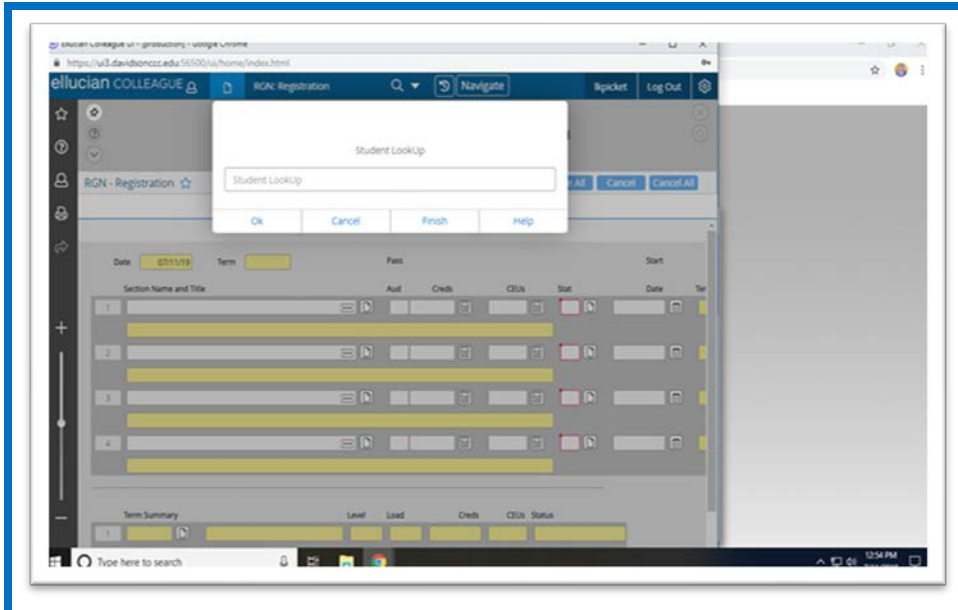 ellucian Colleague UI - [production] - Google Chrome
https://ui3.davidsonccc.edu:56500/ui/home/index.html
ellucian COLLEAGUE
RGN: Registration
Navigate
lkpicket
Log Out
Student LookUp
Student LookUp
Ok
Cancel
Finish
Help
RGN - Registration
All
Cancel
Cancel All
Date
07/11/19
Term
Pass
Start
Section Name and Title
Aud
Creds
CEUs
Stat
Date
Ter
1
2
3
4
Term Summary
Level
Load
Creds
CEUs
Status
1
Type here to search
12:54 PM